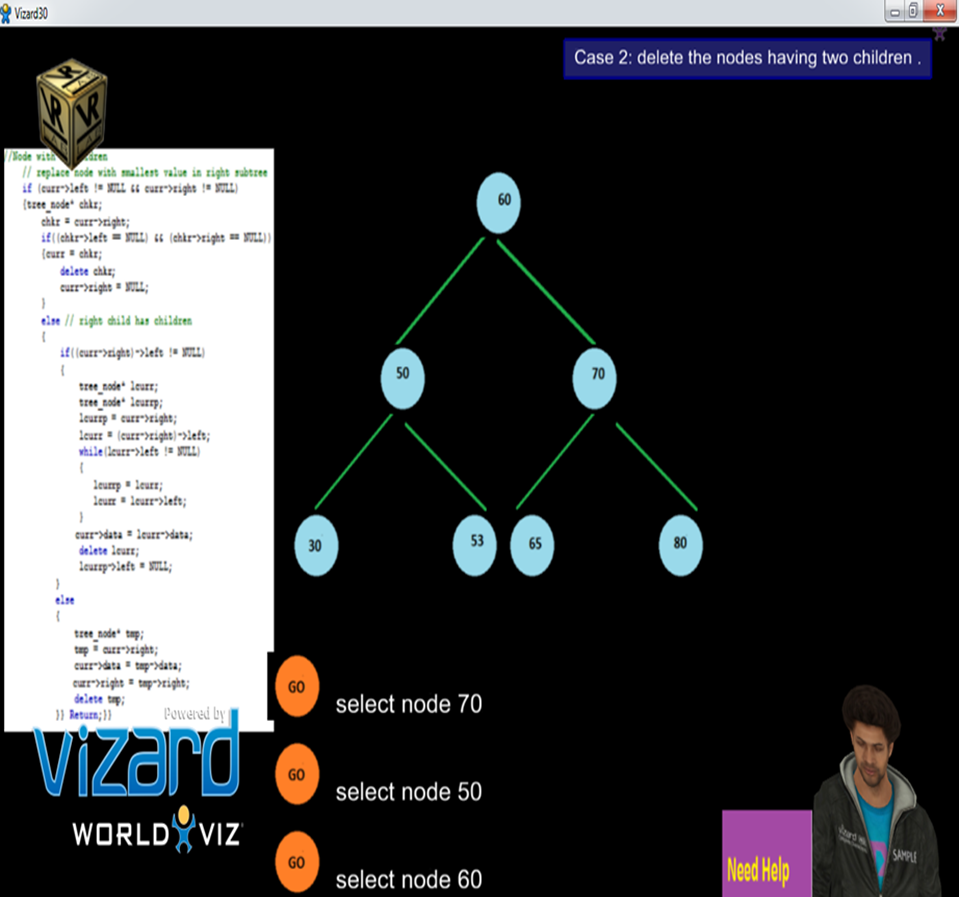 Vizard30
Case 2: delete the nodes having two children .
VR
VR
//Node with dren
// replace node with smallest value in right subtree
if (curr->left != NULL && curr->right != NULL)
{tree_node* chkr;
chkr = curr->right;
if((chkr->left == NULL) && (chkr->right == NULL))
{curr = chkr;
delete chkr;
curr->right = NULL;
}
else // right child has children
{
if((curr->right)->left != NULL)
{
tree_node* lcurr;
tree_node* lcurrp;
lcurrp = curr->right;
lcurr = (curr->right)->left;
while(lcurr->left != NULL)
{
lcurrp = lcurr;
lcurr = lcurr->left;
}
curr->data = lcurr->data;
delete lcurr;
lcurrp->left = NULL;
}
else
{
tree_node* tmp;
tmp = curr->right;
curr->data = tmp->data;
curr->right = tmp->right;
delete tmp;
}} Return;}}
60
50
70
30
53
65
80
GO
select node 70
GO
select node 50
GO
select node 60
Powered by
vizard
WORLD VIZ
Need Help
SAMPLE